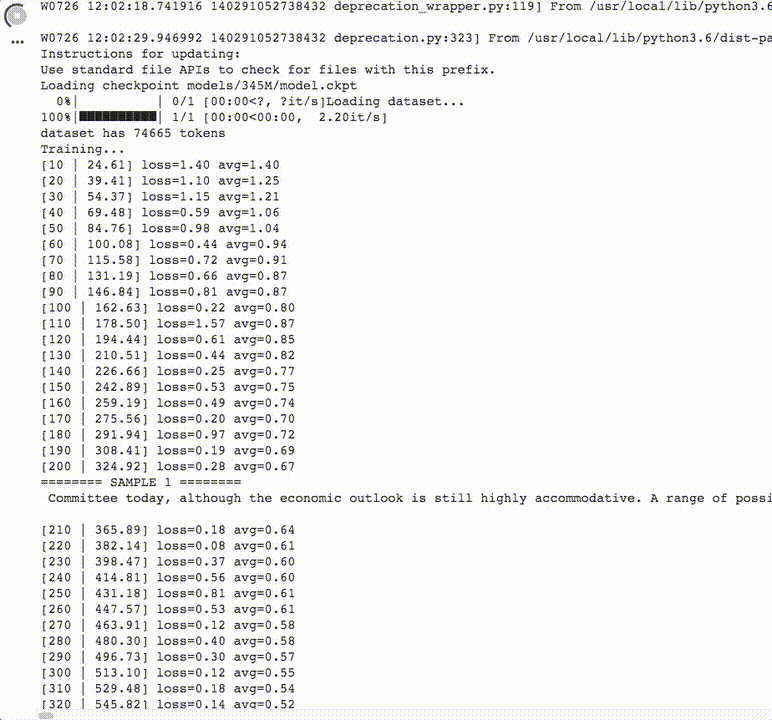 W0726 12:02:18.741916 140291052738432 deprecation_wrapper.py:119] From /usr/local/lib/python3.6
W0726 12:02:29.946992 140291052738432 deprecation.py:323] From /usr/local/lib/python3.6/dist-pa
Instructions for updating:
Use standard file APIs to check for files with this prefix.
Loading checkpoint models/345M/model.ckpt
  0%|          | 0/1 [00:00<?, ?it/s]Loading dataset...
100%|██████████| 1/1 [00:00<00:00,  2.20it/s]
dataset has 74665 tokens
Training...
[10 | 24.61] loss=1.40 avg=1.40
[20 | 39.41] loss=1.10 avg=1.25
[30 | 54.37] loss=1.15 avg=1.21
[40 | 69.48] loss=0.59 avg=1.06
[50 | 84.76] loss=0.98 avg=1.04
[60 | 100.08] loss=0.44 avg=0.94
[70 | 115.58] loss=0.72 avg=0.91
[80 | 131.19] loss=0.66 avg=0.87
[90 | 146.84] loss=0.81 avg=0.87
[100 | 162.63] loss=0.22 avg=0.80
[110 | 178.50] loss=1.57 avg=0.87
[120 | 194.44] loss=0.61 avg=0.85
[130 | 210.51] loss=0.44 avg=0.82
[140 | 226.66] loss=0.25 avg=0.77
[150 | 242.89] loss=0.53 avg=0.75
[160 | 259.19] loss=0.49 avg=0.74
[170 | 275.56] loss=0.20 avg=0.70
[180 | 291.94] loss=0.97 avg=0.72
[190 | 308.41] loss=0.19 avg=0.69
[200 | 324.92] loss=0.28 avg=0.67
======== SAMPLE 1 ========
 Committee today, although the economic outlook is still highly accommodative. A range of possi
[210 | 365.89] loss=0.18 avg=0.64
[220 | 382.14] loss=0.08 avg=0.61
[230 | 398.47] loss=0.37 avg=0.60
[240 | 414.81] loss=0.56 avg=0.60
[250 | 431.18] loss=0.81 avg=0.61
[260 | 447.57] loss=0.53 avg=0.61
[270 | 463.91] loss=0.12 avg=0.58
[280 | 480.30] loss=0.40 avg=0.58
[290 | 496.73] loss=0.30 avg=0.57
[300 | 513.10] loss=0.12 avg=0.55
[310 | 529.48] loss=0.18 avg=0.54
[320 | 545.82] loss=0.14 avg=0.52